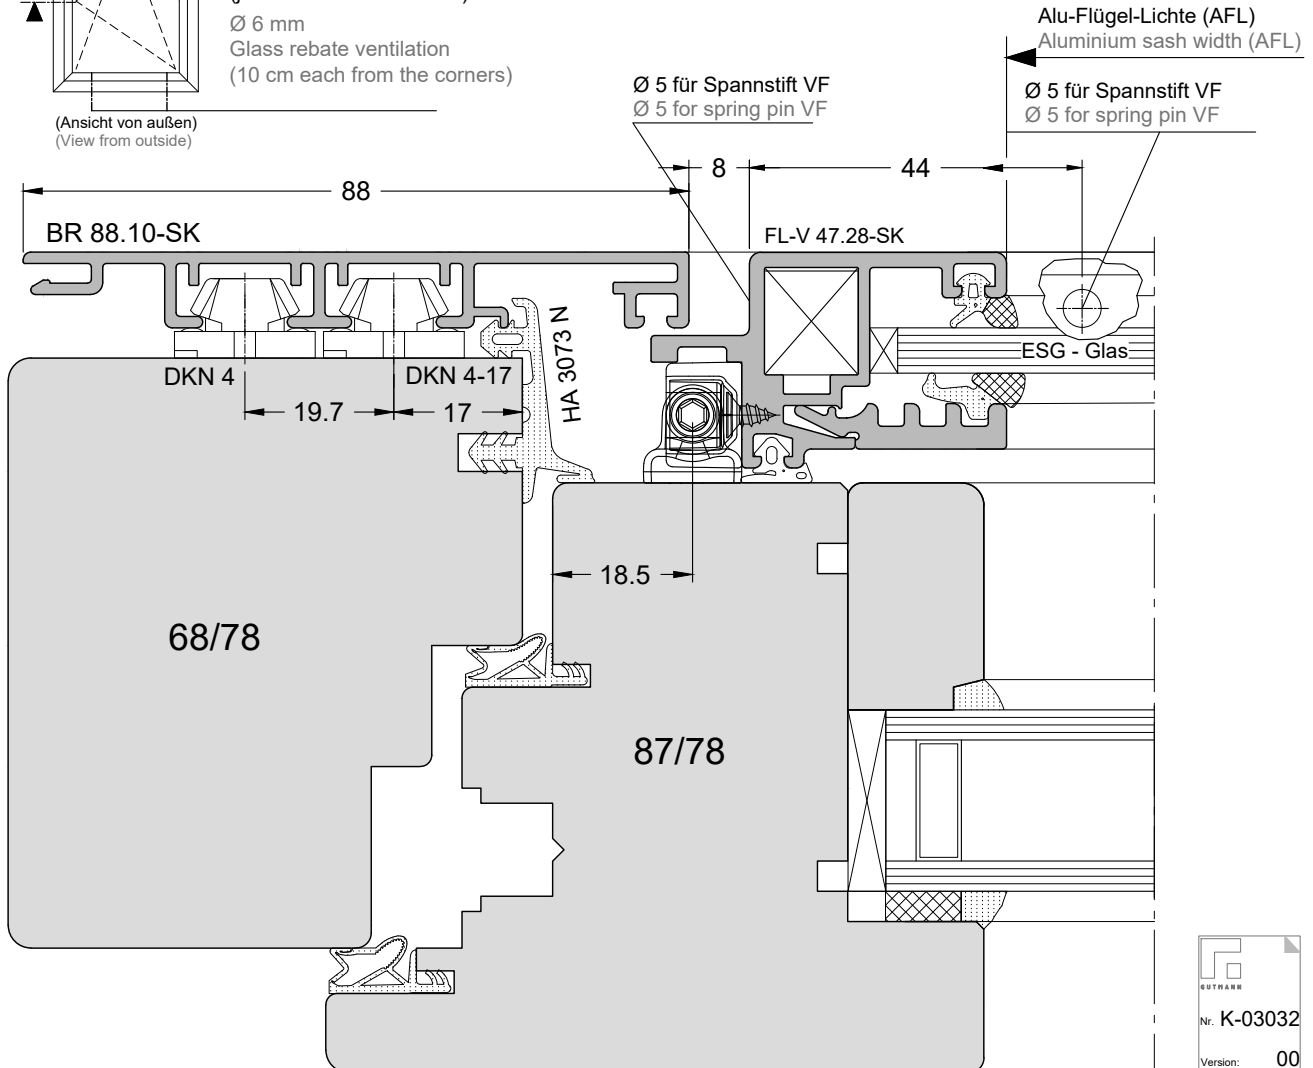 Ø 6 mm
Glass rebate ventilation
(10 cm each from the corners)
(Ansicht von außen)
(View from outside)
Alu-Flügel-Lichte (AFL)
Aluminium sash width (AFL)
Ø 5 für Spannstift VF
Ø 5 for spring pin VF
Ø 5 für Spannstift VF
Ø 5 for spring pin VF
88
8
44
BR 88.10-SK
FL-V 47.28-SK
HA 3073 N
ESG - Glas
DKN 4
DKN 4-17
19.7
17
18.5
68/78
87/78
GUTMANN
Nr. K-03032
Version: 00